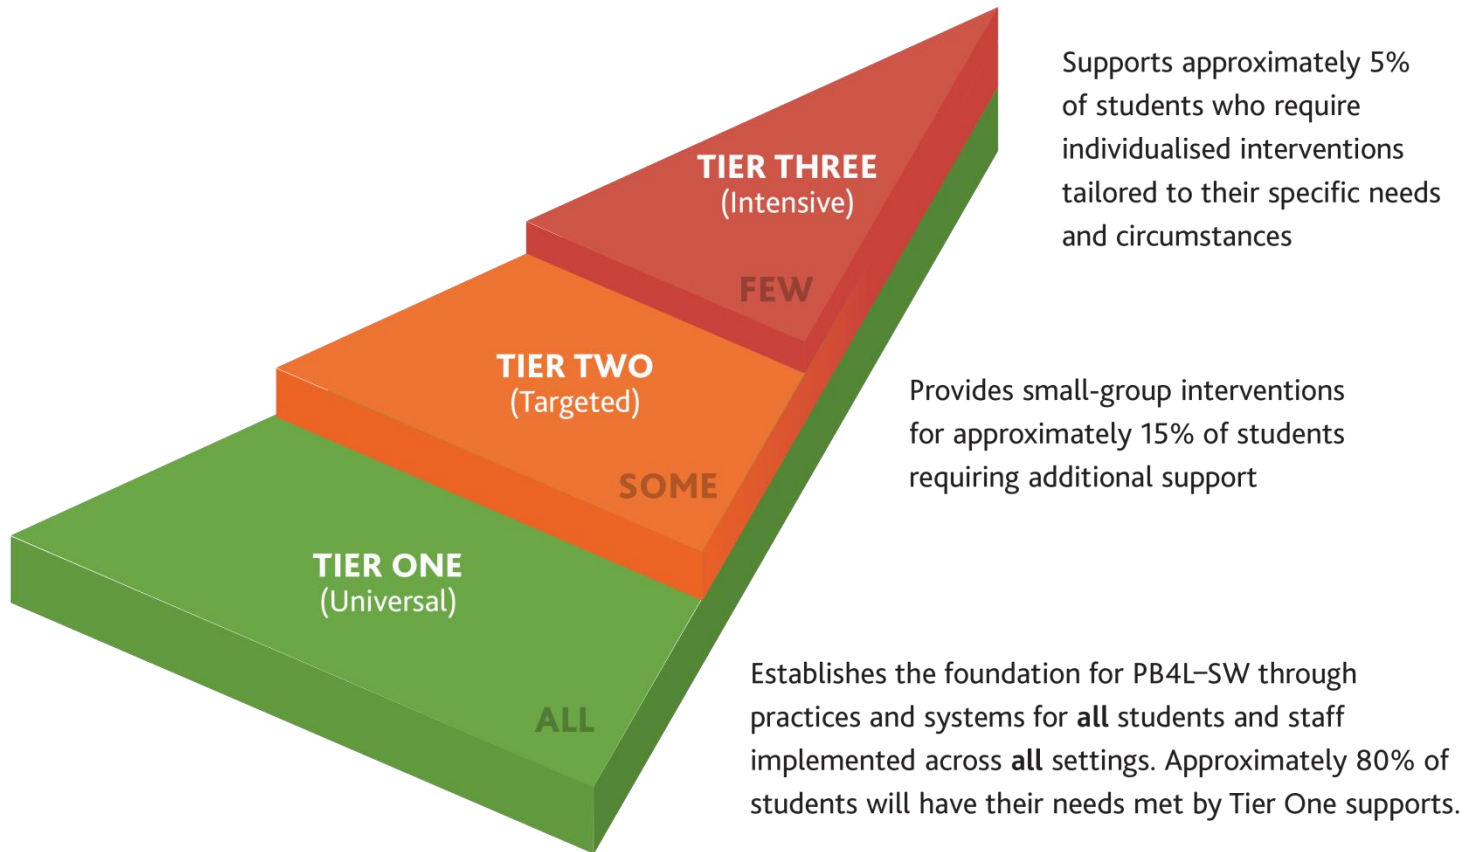 Supports approximately 5%
of students who require
individualised interventions
tailored to their specific needs
and circumstances
TIER THREE
(Intensive)
FEW
TIER TWO
(Targeted)
SOME
Provides small-group interventions
for approximately 15% of students
requiring additional support
TIER ONE
(Universal)
ALL
Establishes the foundation for PB4L–SW through
practices and systems for all students and staff
implemented across all settings. Approximately 80% of
students will have their needs met by Tier One supports.